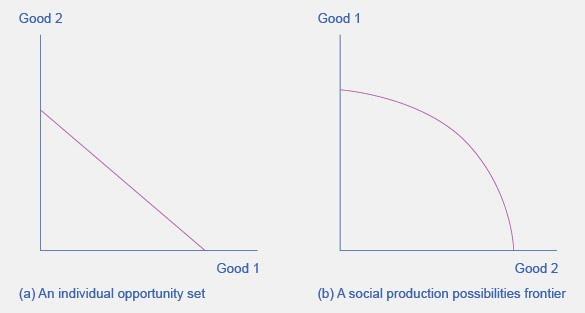 Good 2
Good 1
(a) An individual opportunity set
Good 1
Good 2
(b) A social production possibilities frontier